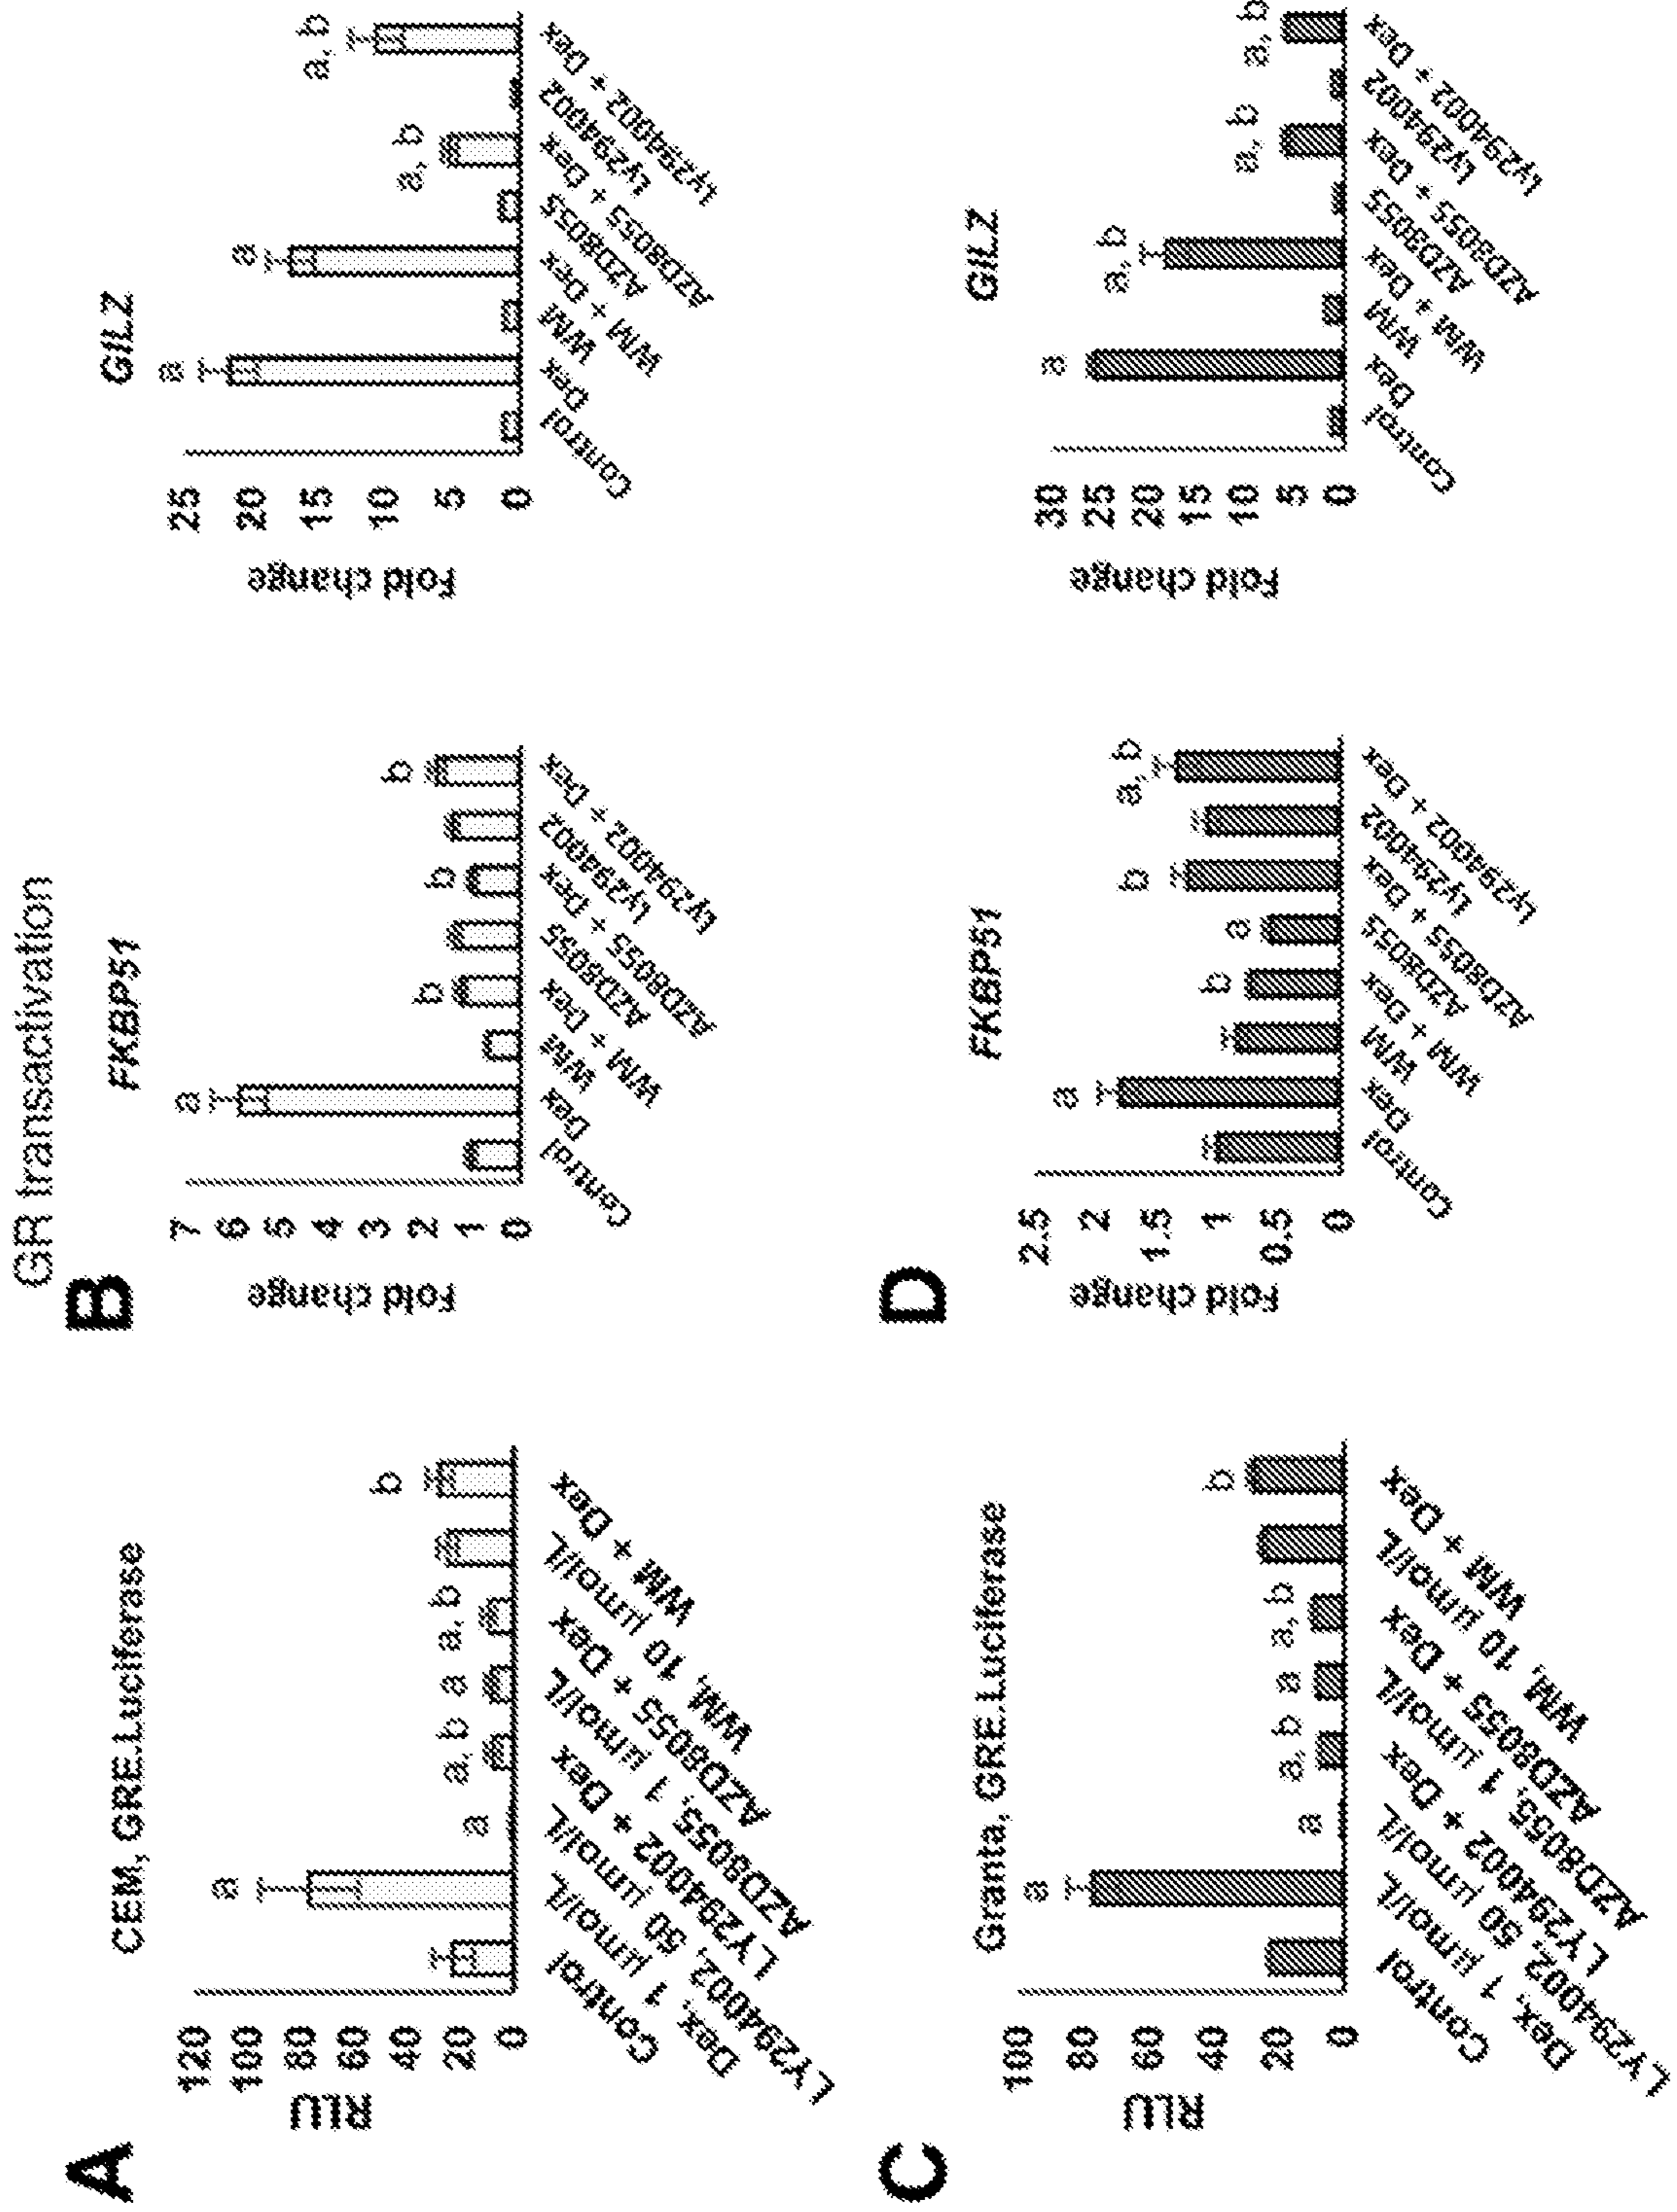 GR transactivation
A
CEM, GRE.Luciferase
a
a
a, b
a
a, b
b
RLU
120
100
80
60
40
20
0
Control
Dex, 1 µmol/L
LY294002, 50 µmol/L
LY294002 + Dex
AZD8055, 1 µmol/L
AZD8055 + Dex
WM, 10 µmol/L
WM + Dex
B
FKBP51
a
b
b
b
Fold change
7
6
5
4
3
2
1
0
Control
Dex
WM
WM + Dex
AZD8055
AZD8055 + Dex
Ly294002
Ly294002 + Dex
GILZ
a
a
a, b
a, b
Fold change
25
20
15
10
5
0
Control
Dex
WM
WM + Dex
AZD8055
AZD8055 + Dex
Ly294002
Ly294002 + Dex
C
Granta, GRE.Luciferase
a
a
a, b
a
a, b
b
RLU
100
80
60
40
20
0
Control
Dex, 1 µmol/L
LY294002, 50 µmol/L
LY294002 + Dex
AZD8055, 1 µmol/L
AZD8055 + Dex
WM, 10 µmol/L
WM + Dex
D
FKBP51
a
b
a
b
a, b
Fold change
2.5
2
1.5
1
0.5
0
Control
Dex
WM
WM + Dex
AZD8055
AZD8055 + Dex
Ly294002
Ly294002 + Dex
GILZ
a
a, b
a, b
a, b
Fold change
30
25
20
15
10
5
0
Control
Dex
WM
WM + Dex
AZD8055
AZD8055 + Dex
Ly294002
Ly294002 + Dex